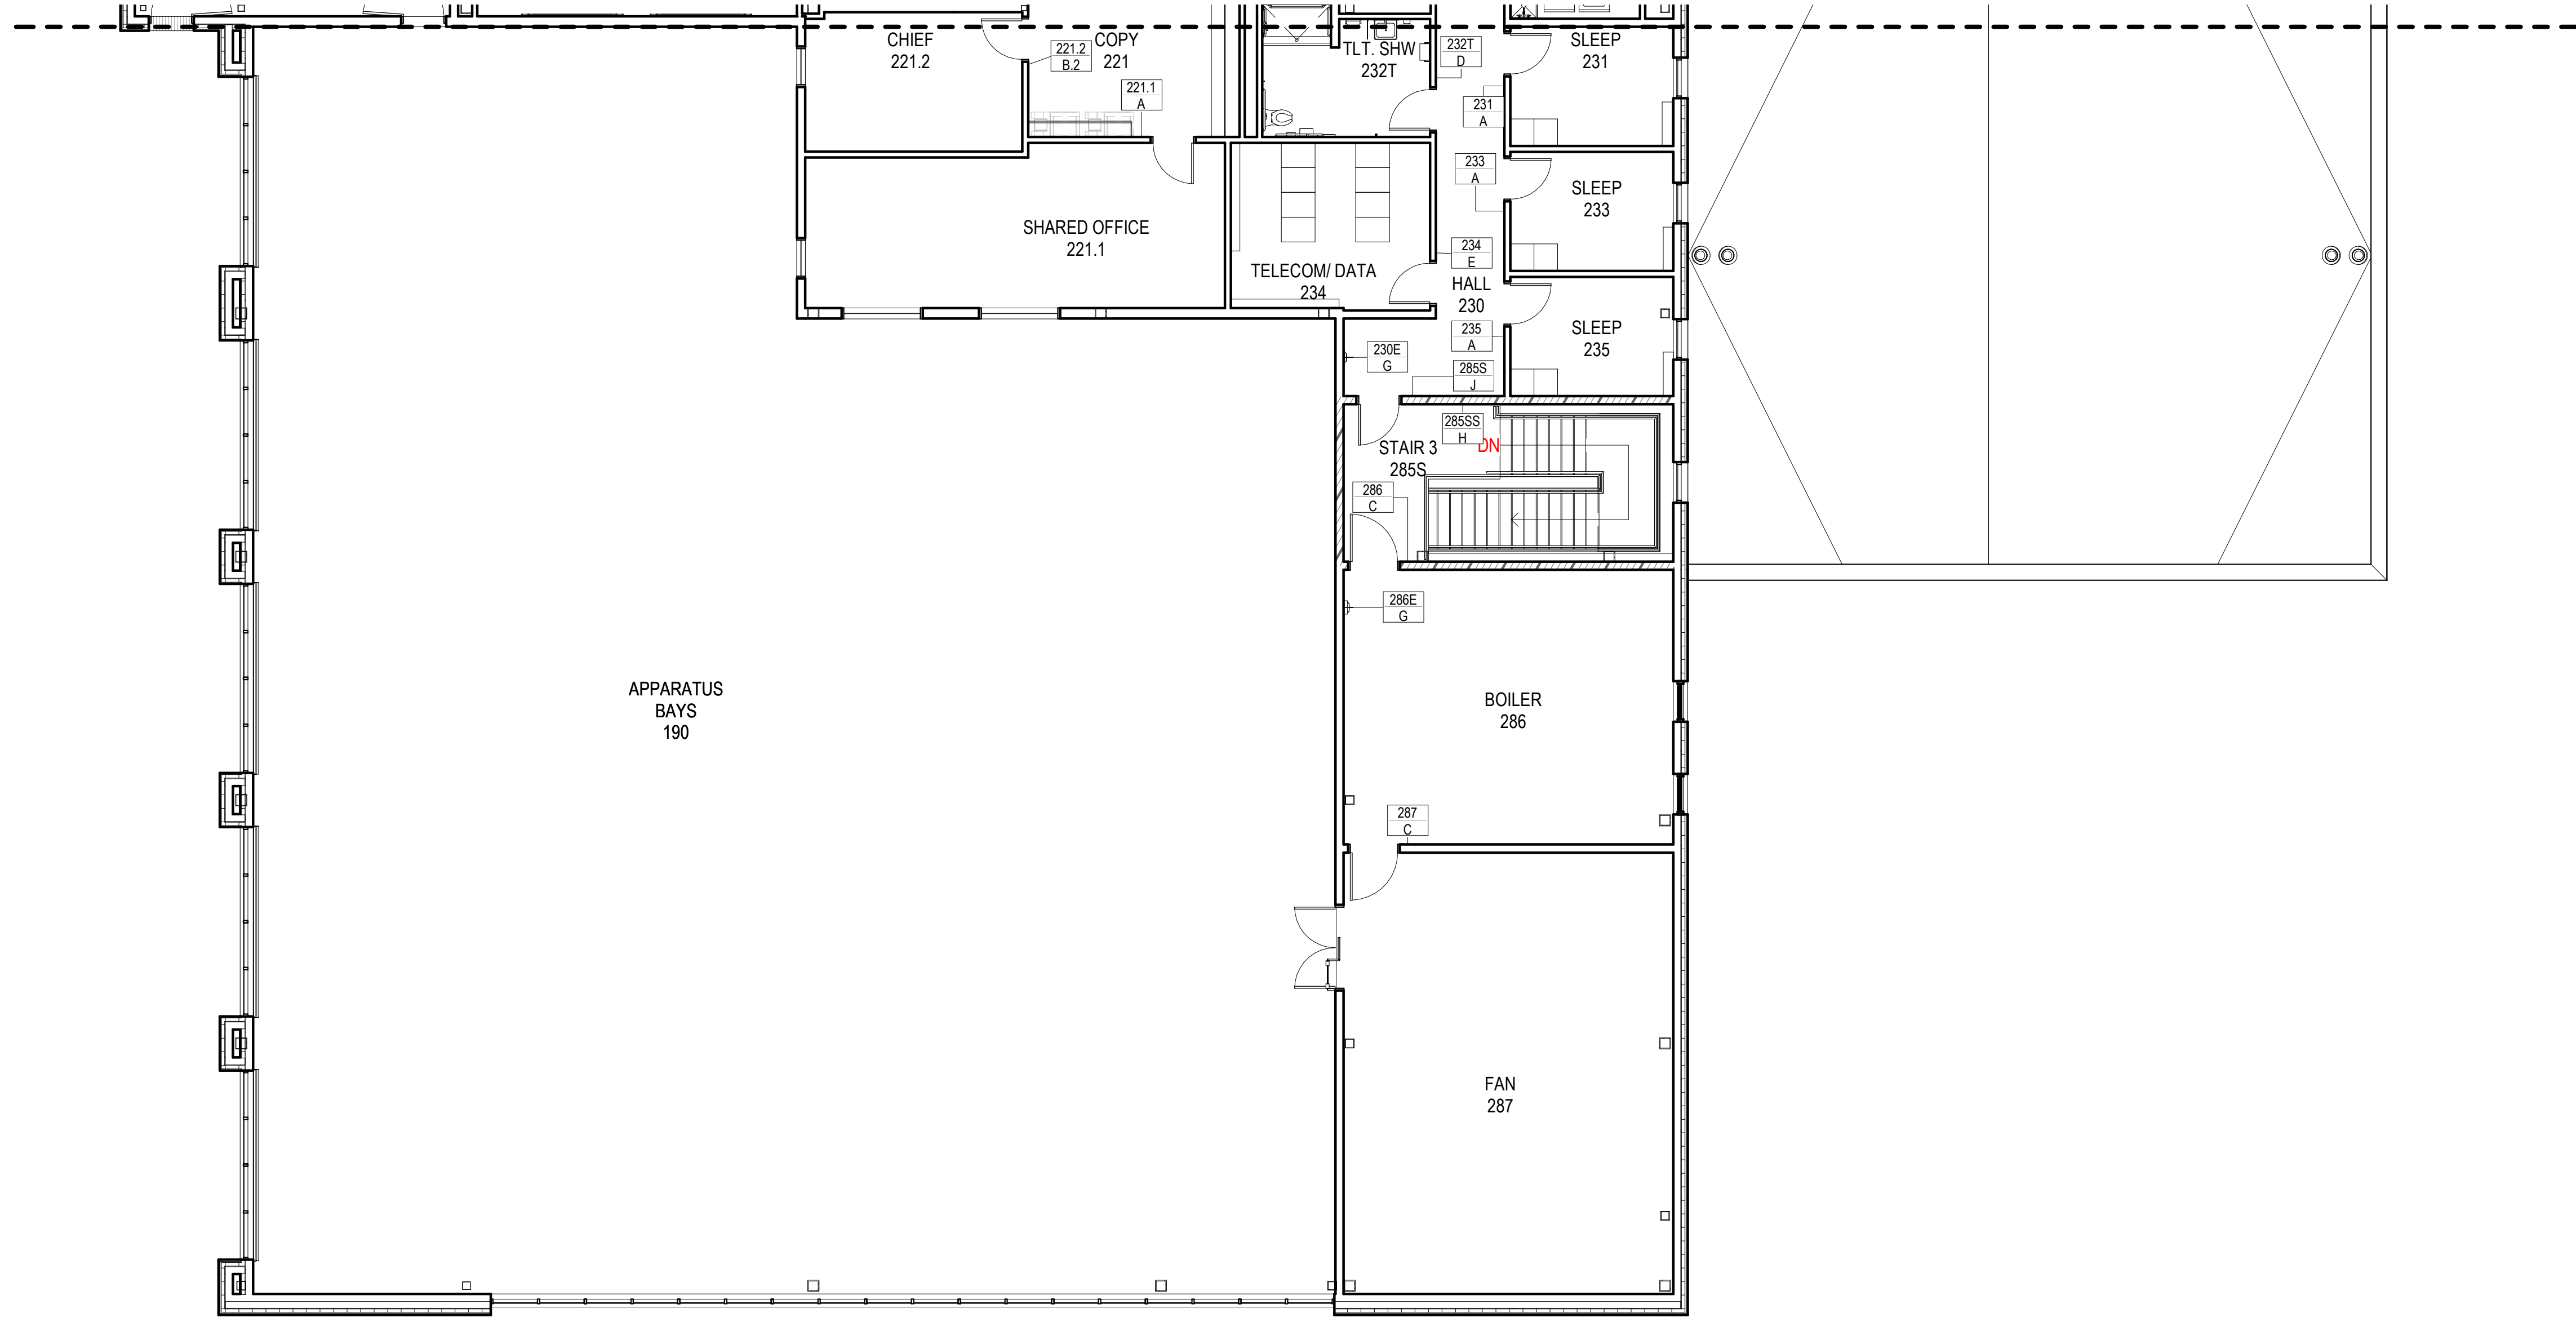 CHIEF
221.2
221.2
B.2
COPY
221
221.1
A
TLT. SHW
232T
232T
D
SLEEP
231
231
A
233
A
SLEEP
233
SHARED OFFICE
221.1
TELECOM/ DATA
234
234
E
HALL
230
235
A
SLEEP
235
230E
G
285S
J
285SS
H
DN
STAIR 3
285S
286
C
286E
G
APPARATUS
BAYS
190
BOILER
286
287
C
FAN
287